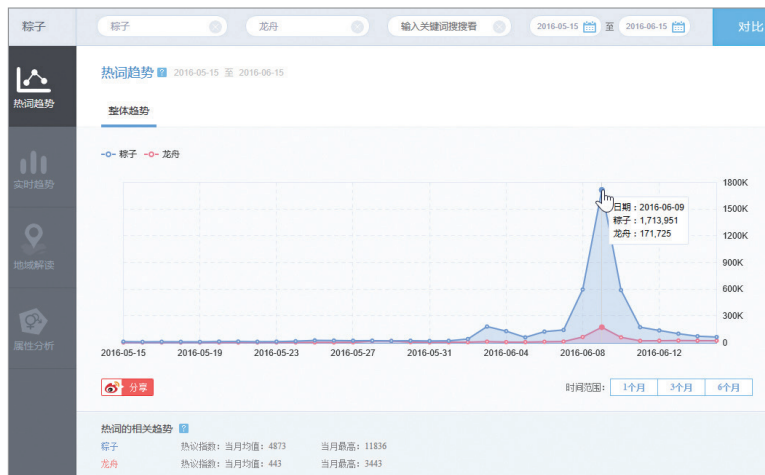 粽子 粽子 龙舟 输入关键词搜搜看 2016-05-15 至 2016-06-15 对比
热词趋势 2016-05-15 至 2016-06-15
热词趋势
整体趋势
粽子 龙舟
实时趋势
地域解读
属性分析
1800K
1500K
1200K
900K
600K
300K
0
日期：2016-06-09
粽子：1,713,951
龙舟：171,725
2016-05-15 2016-05-19 2016-05-23 2016-05-27 2016-05-31 2016-06-04 2016-06-08 2016-06-12
分享 时间范围： 1个月 3个月 6个月
热词的相关趋势
粽子 热议指数：当月均值：4873 当月最高：11836
龙舟 热议指数：当月均值：443 当月最高：3443